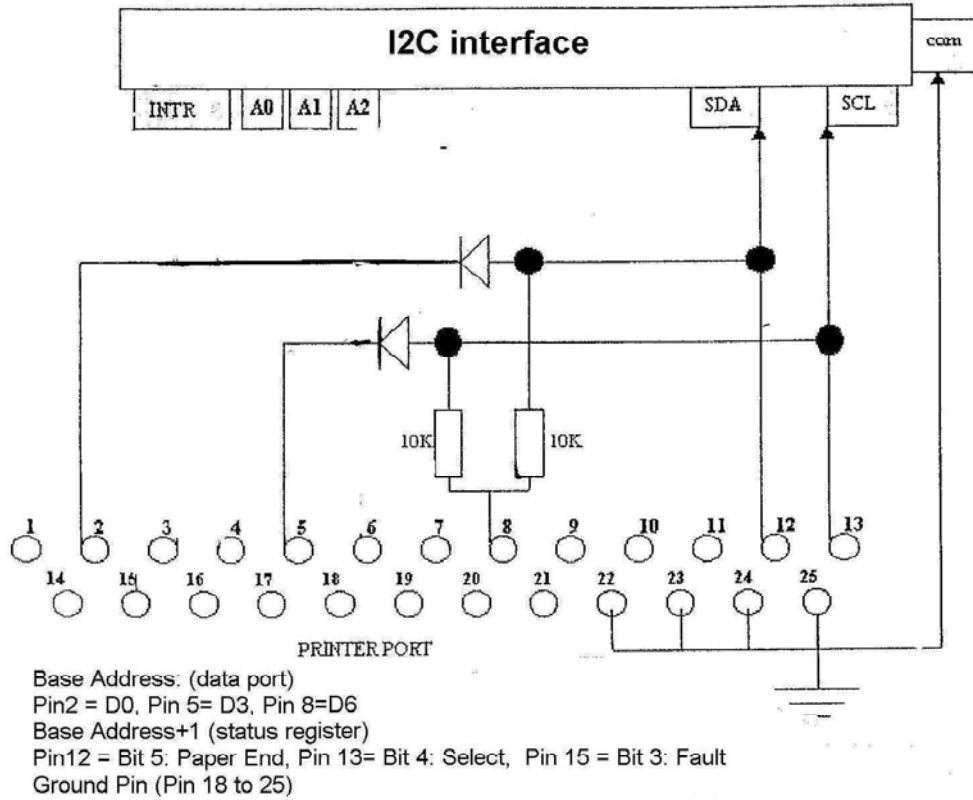 I2C interface
com
INTR A0 A1 A2 SDA SCL
10K 10K
1 2 3 4 5 6 7 8 9 10 11 12 13
14 15 16 17 18 19 20 21 22 23 24 25
PRINTER PORT
Base Address: (data port)
Pin2 = D0, Pin 5= D3, Pin 8=D6
Base Address+1 (status register)
Pin12 = Bit 5: Paper End, Pin 13= Bit 4: Select, Pin 15 = Bit 3: Fault
Ground Pin (Pin 18 to 25)